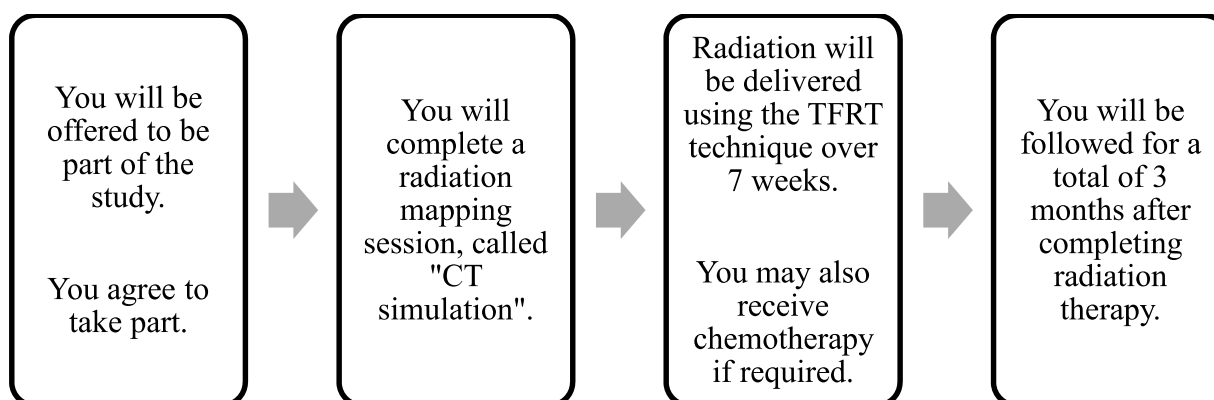 You will be
offered to be
part of the
study.
You agree to
take part.
You will
complete a
radiation
mapping
session, called
"CT
simulation".
Radiation will
be delivered
using the TFRT
technique over
7 weeks.
You may also
receive
chemotherapy
if required.
You will be
followed for a
total of 3
months after
completing
radiation
therapy.